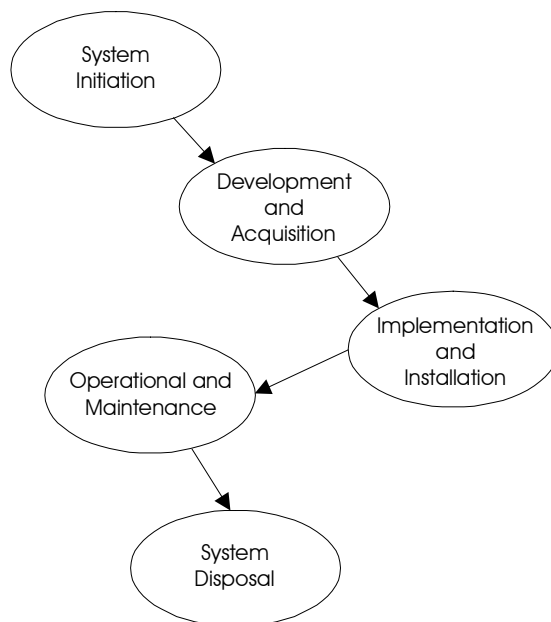 System
Initiation
Development
and
Acquisition
Implementation
and
Installation
Operational and
Maintenance
System
Disposal